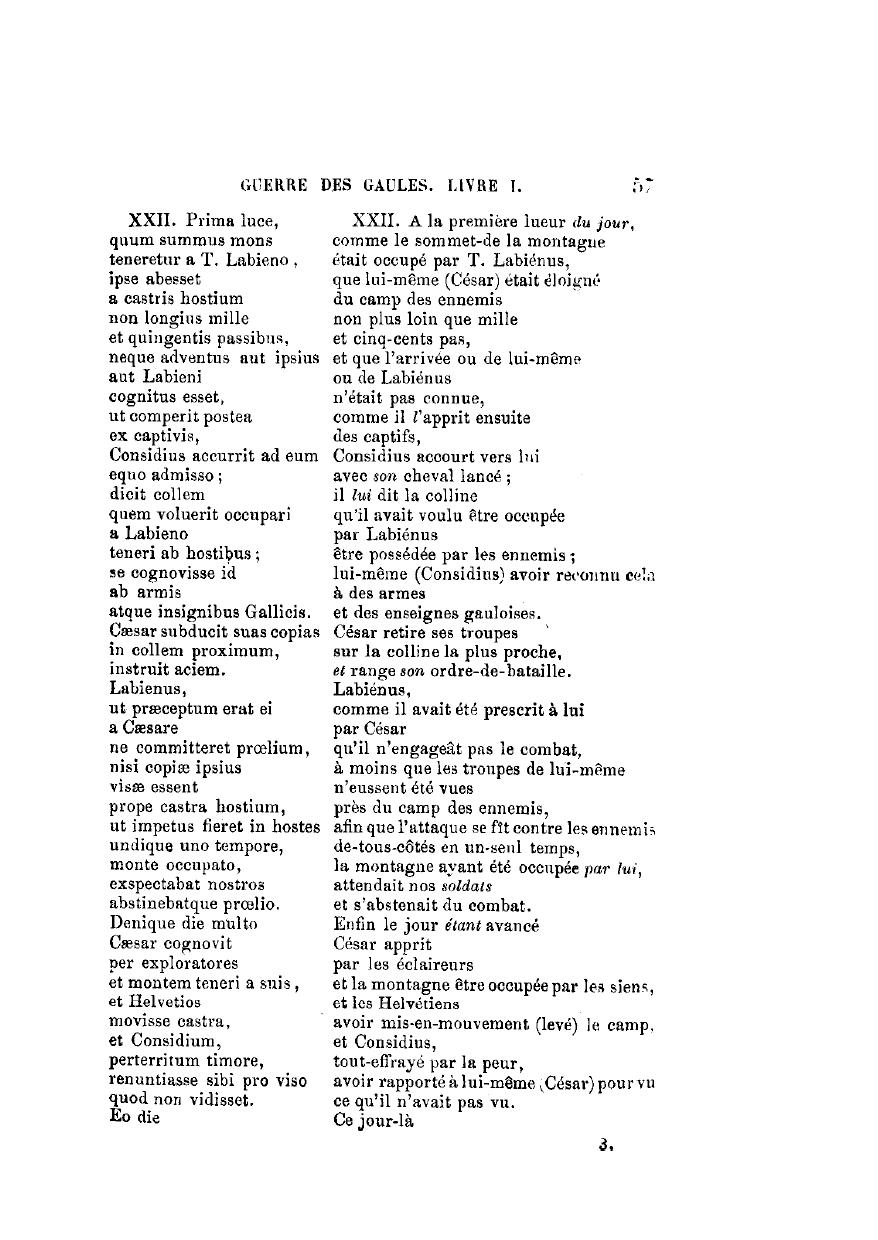 GUERRE DES GAULES. LIVRE I. 57
XXII. Prima luce,
quum summus mons
teneretur a T. Labieno,
ipse abesset
a castris hostium
non longius mille
et quingentis passibus,
neque adventus aut ipsius
aut Labieni
cognitus esset,
ut comperit postea
ex captivis,
Considius accurrit ad eum
equo admisso ;
dicit collem
quem voluerit occupari
a Labieno
teneri ab hostibus ;
se cognovisse id
ab armis
atque insignibus Gallicis.
Cæsar subducit suas copias
in collem proximum,
instruit aciem.
Labienus,
ut præceptum erat ei
a Cæsare
ne committeret prœlium,
nisi copiæ ipsius
visæ essent
prope castra hostium,
ut impetus fieret in hostes
undique uno tempore,
monte occupato,
exspectabat nostros
abstinebatque prœlio.
Denique die multo
Cæsar cognovit
per exploratores
et montem teneri a suis,
et Helvetios
movisse castra,
et Considium,
perterritum timore,
renuntiasse sibi pro viso
quod non vidisset.
Eo die
XXII. A la première lueur du jour,
comme le sommet-de la montague
était occupé par T. Labiénus,
que lui-même (César) était éloigné
du camp des ennemis
non plus loin que mille
et cinq-cents pas,
et que l'arrivée ou de lui-même
ou de Labiénus
n'était pas connue,
comme il l'apprit ensuite
des captifs,
Considius accourt vers lui
avec son cheval lancé ;
il lui dit la colline
qu'il avait voulu être occupée
par Labiénus
être possédée par les ennemis ;
lui-même (Considius) avoir reconnu cela
à des armes
et des enseignes gauloises.
César retire ses troupes
sur la colline la plus proche,
et range son ordre-de-bataille.
Labiénus,
comme il avait été prescrit à lui
par César
qu'il n'engageât pas le combat,
à moins que les troupes de lui-même
n'eussent été vues
près du camp des ennemis,
afin que l'attaque se fît contre les ennemis
de-tous-côtés en un-seul temps,
la montagne ayant été occupée par lui,
attendait nos soldats
et s'abstenait du combat.
Enfin le jour étant avancé
César apprit
par les éclaireurs
et la montagne être occupée par les siens,
et les Helvétiens
avoir mis-en-mouvement (levé) le camp,
et Considius,
tout-effrayé par la peur,
avoir rapporté à lui-même (César) pour vu
ce qu'il n'avait pas vu.
Ce jour-là
3.